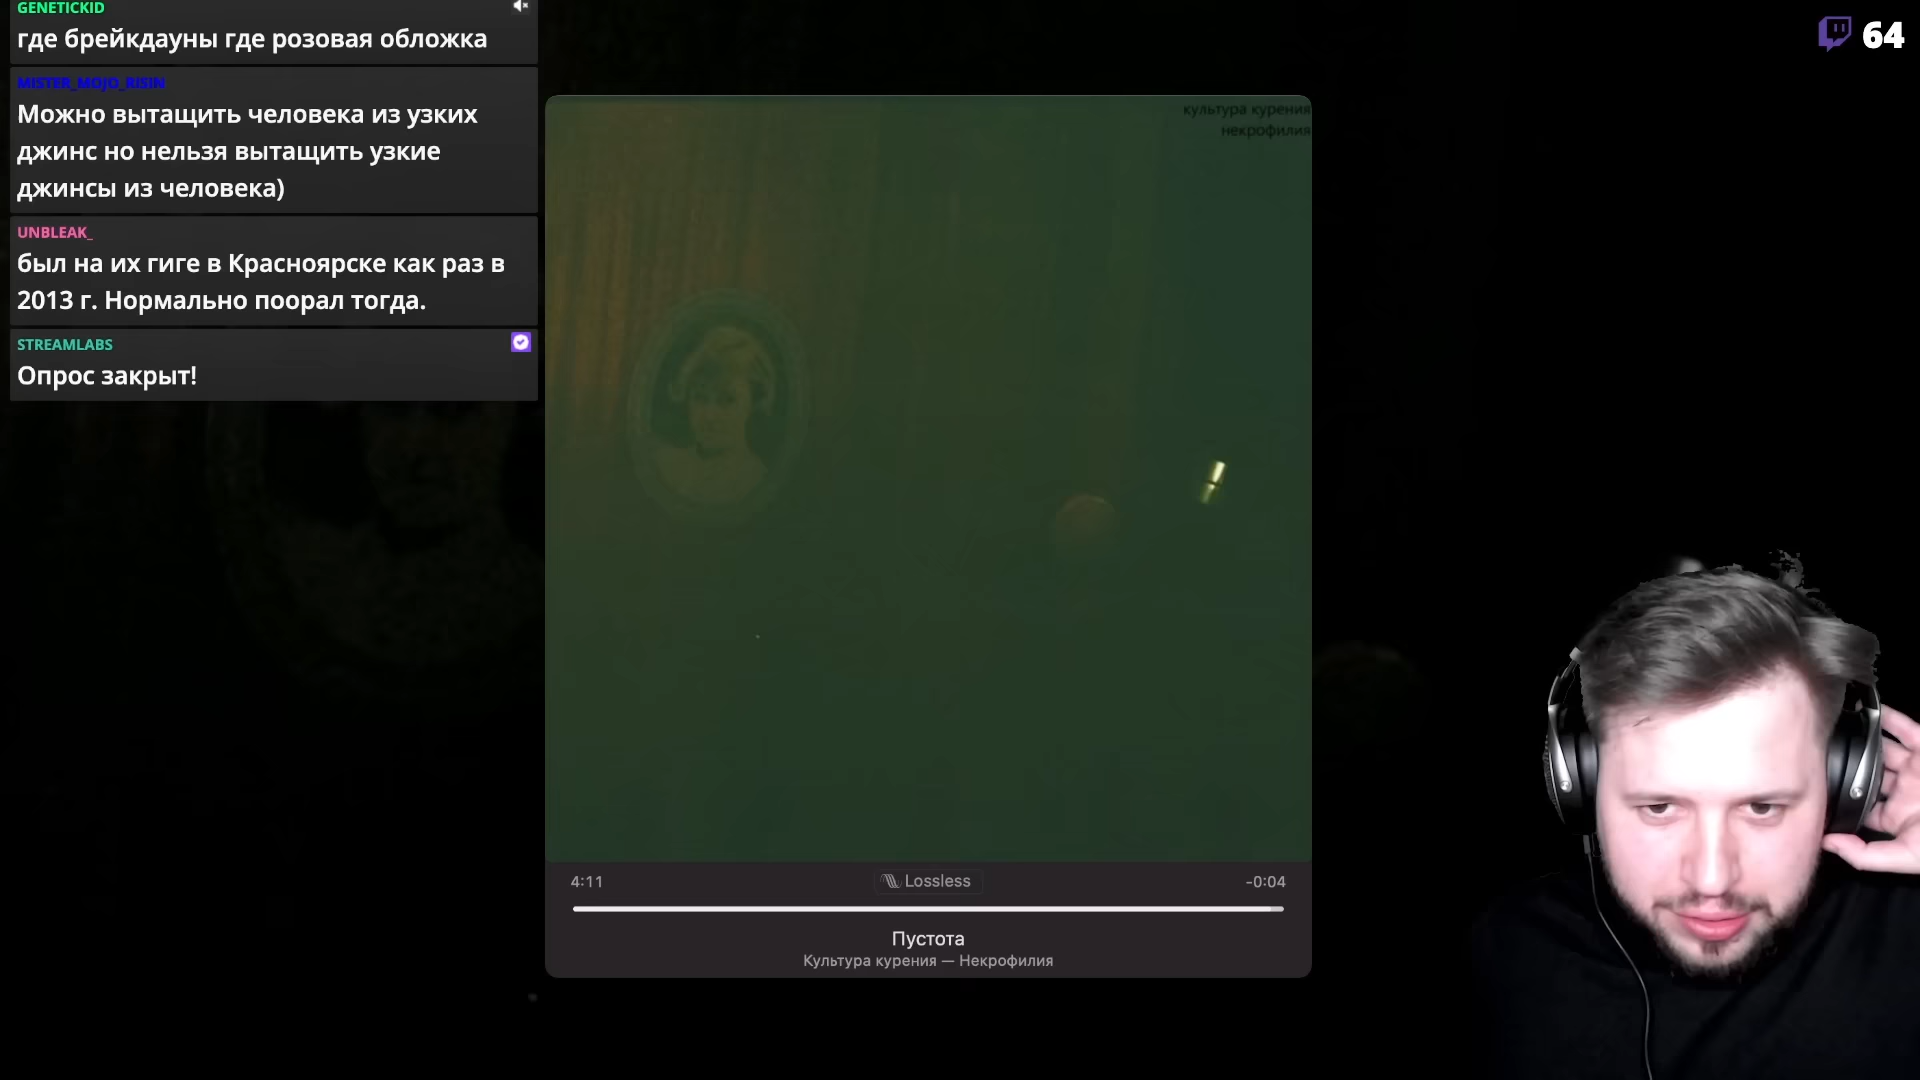 GENETICKID
где брейкдауны где розовая обложка
MISTER_MOJO_RISIN
Можно вытащить человека из узких
джинс но нельзя вытащить узкие
джинсы из человека)
UNBLEAK_
был на их гиге в Красноярске как раз в
2013 г. Нормально поорал тогда.
STREAMLABS
Опрос закрыт!
64
культура курения
некрофилия
4:11
Lossless
-0:04
Пустота
Культура курения — Некрофилия